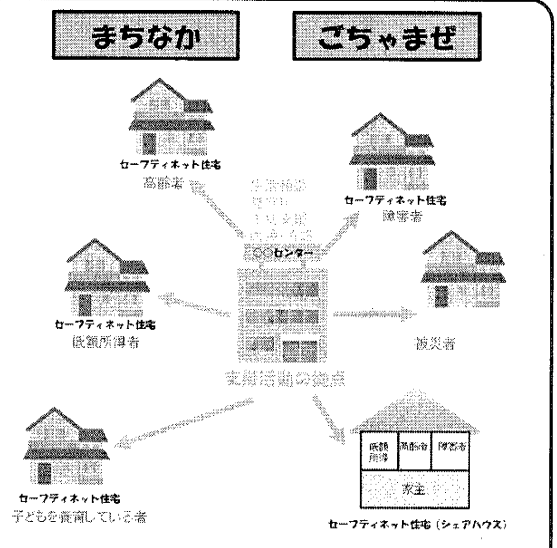 まちなか
ごちゃまぜ
セーフティネット住宅
高齢者
セーフティネット住宅
障害者
○○センター
セーフティネット住宅
低額所得者
被災者
支援活動の拠点
セーフティネット住宅
子どもを養育している者
低額
所得
高齢者
障害者
家主
セーフティネット住宅（シェアハウス）